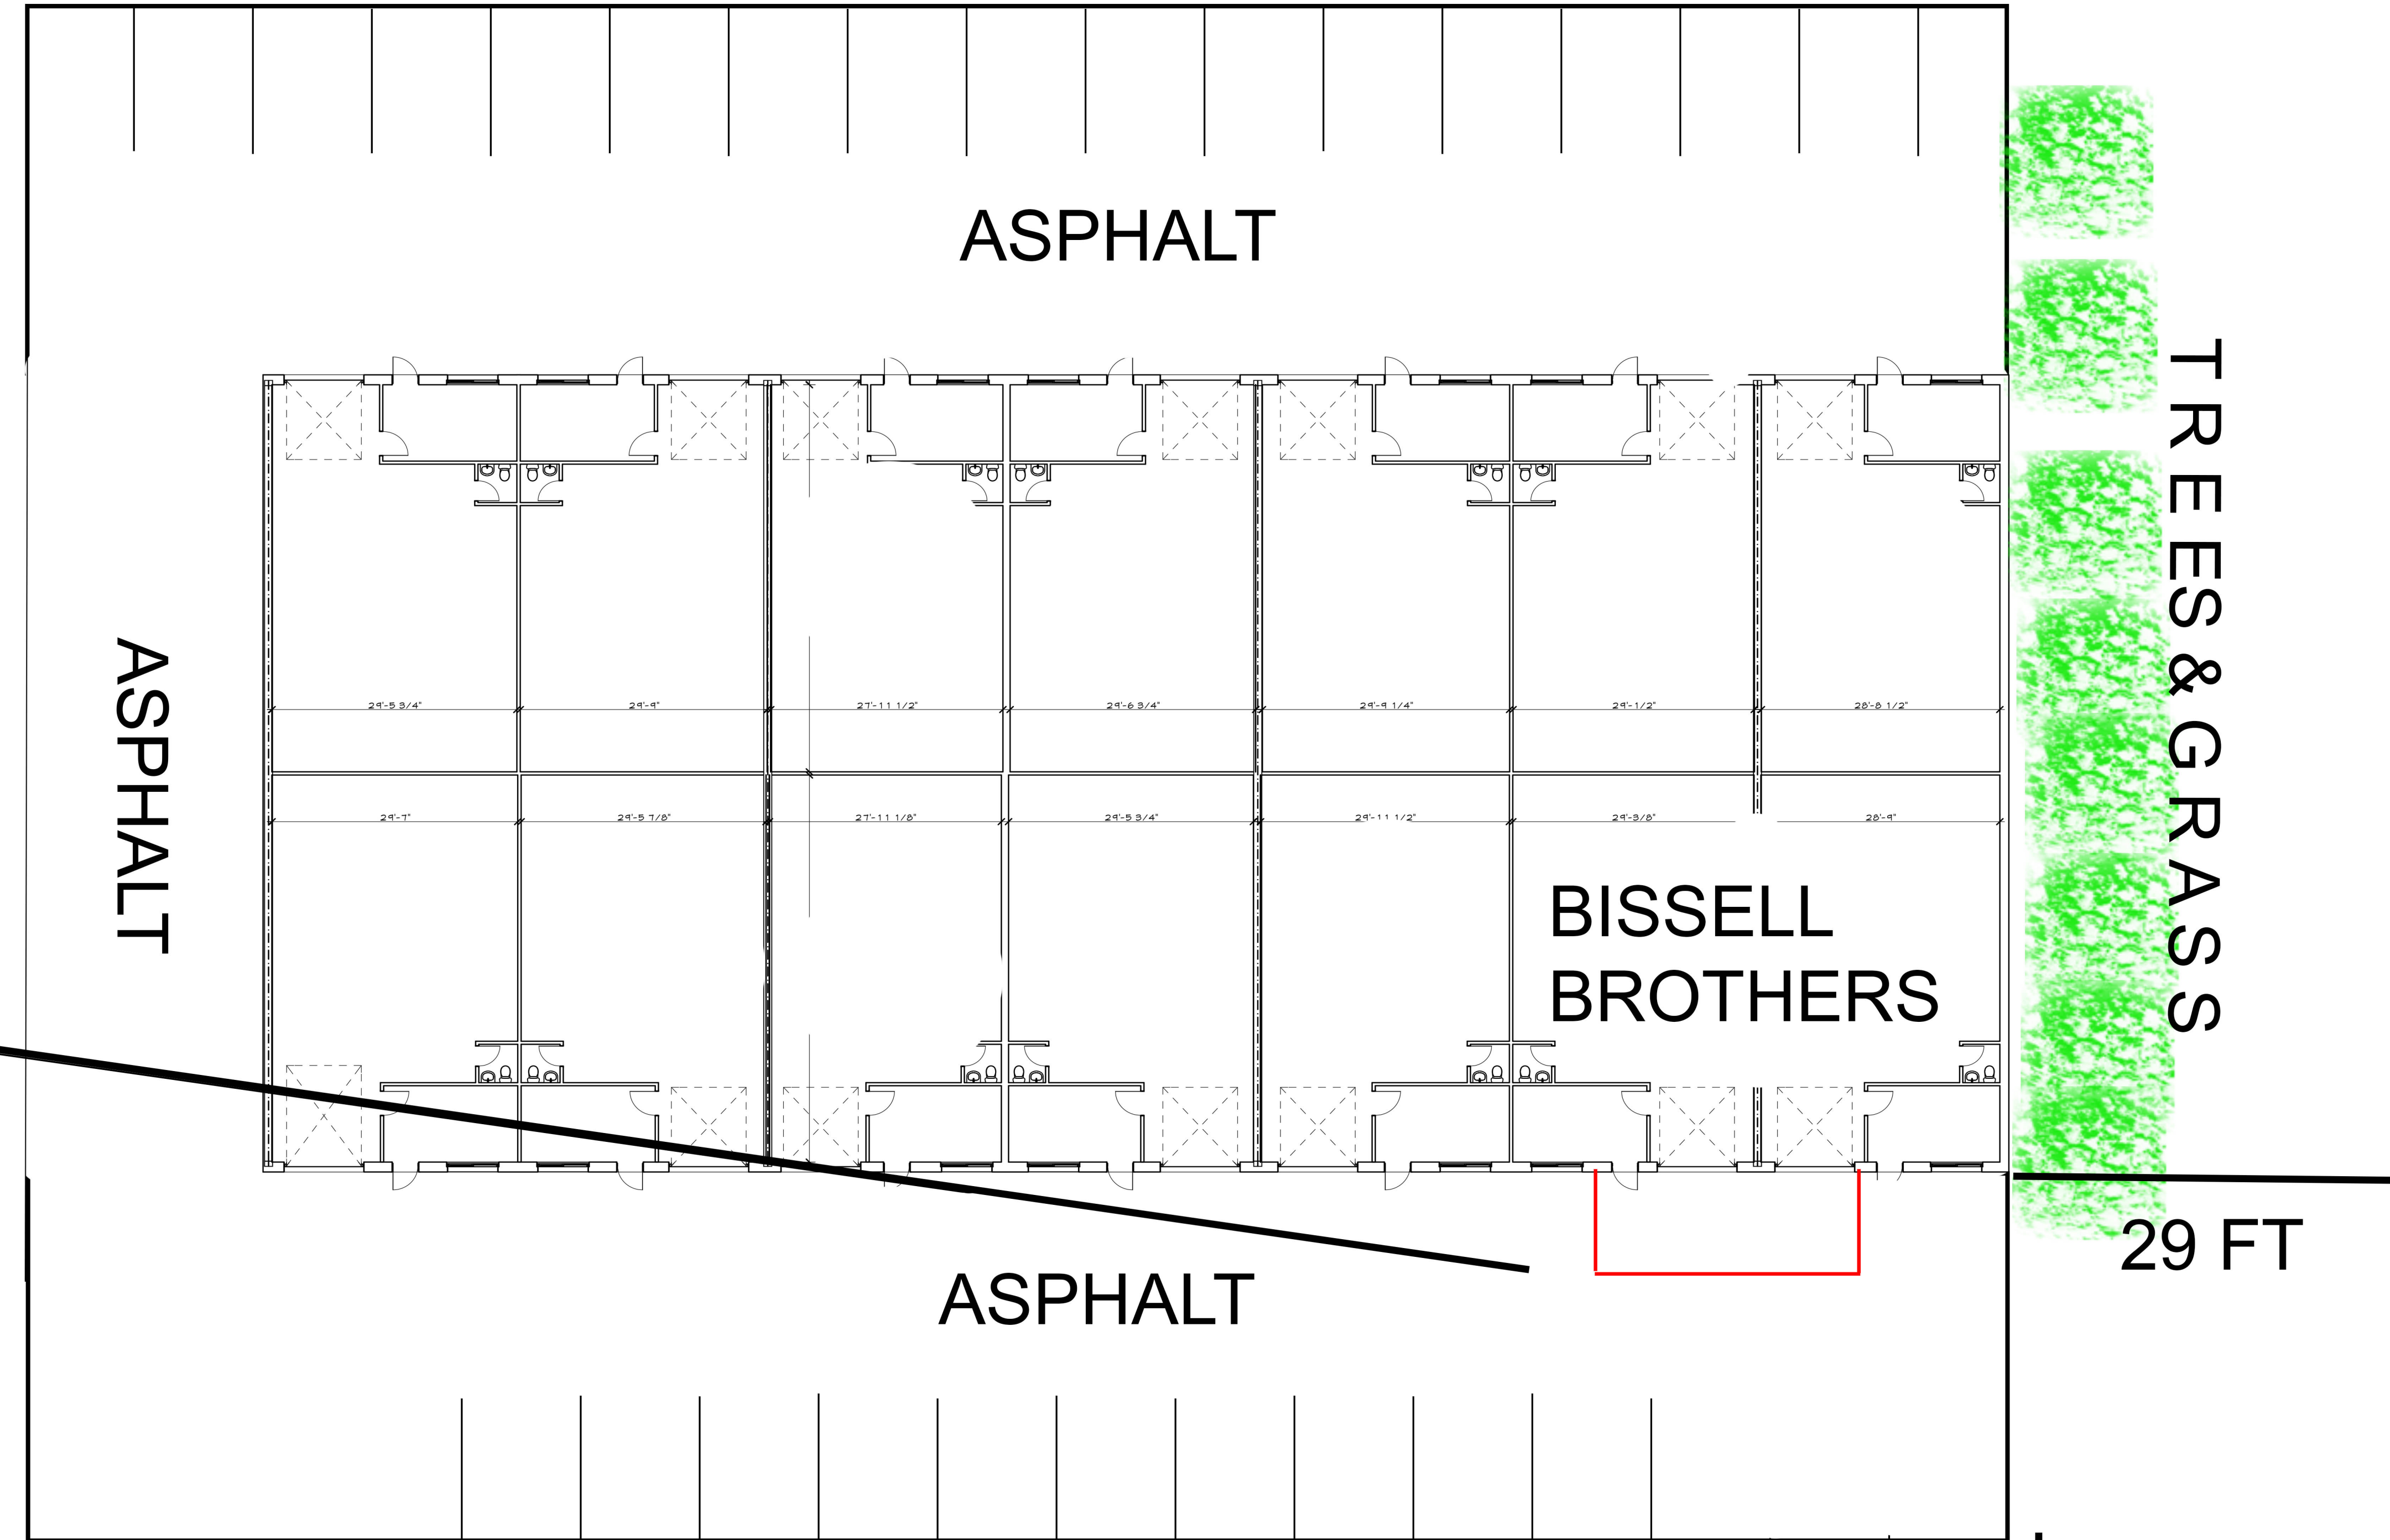 ASPHALT
ASPHALT
TREES & GRASS
29'-5 3/4"
29'-9"
27'-11 1/2"
29'-6 3/4"
29'-9 1/4"
29'-1/2"
28'-8 1/2"
29'-7"
29'-5 7/8"
27'-11 1/8"
29'-5 3/4"
29'-11 1/2"
29'-3/8"
28'-9"
BISSELL
BROTHERS
29 FT
ASPHALT